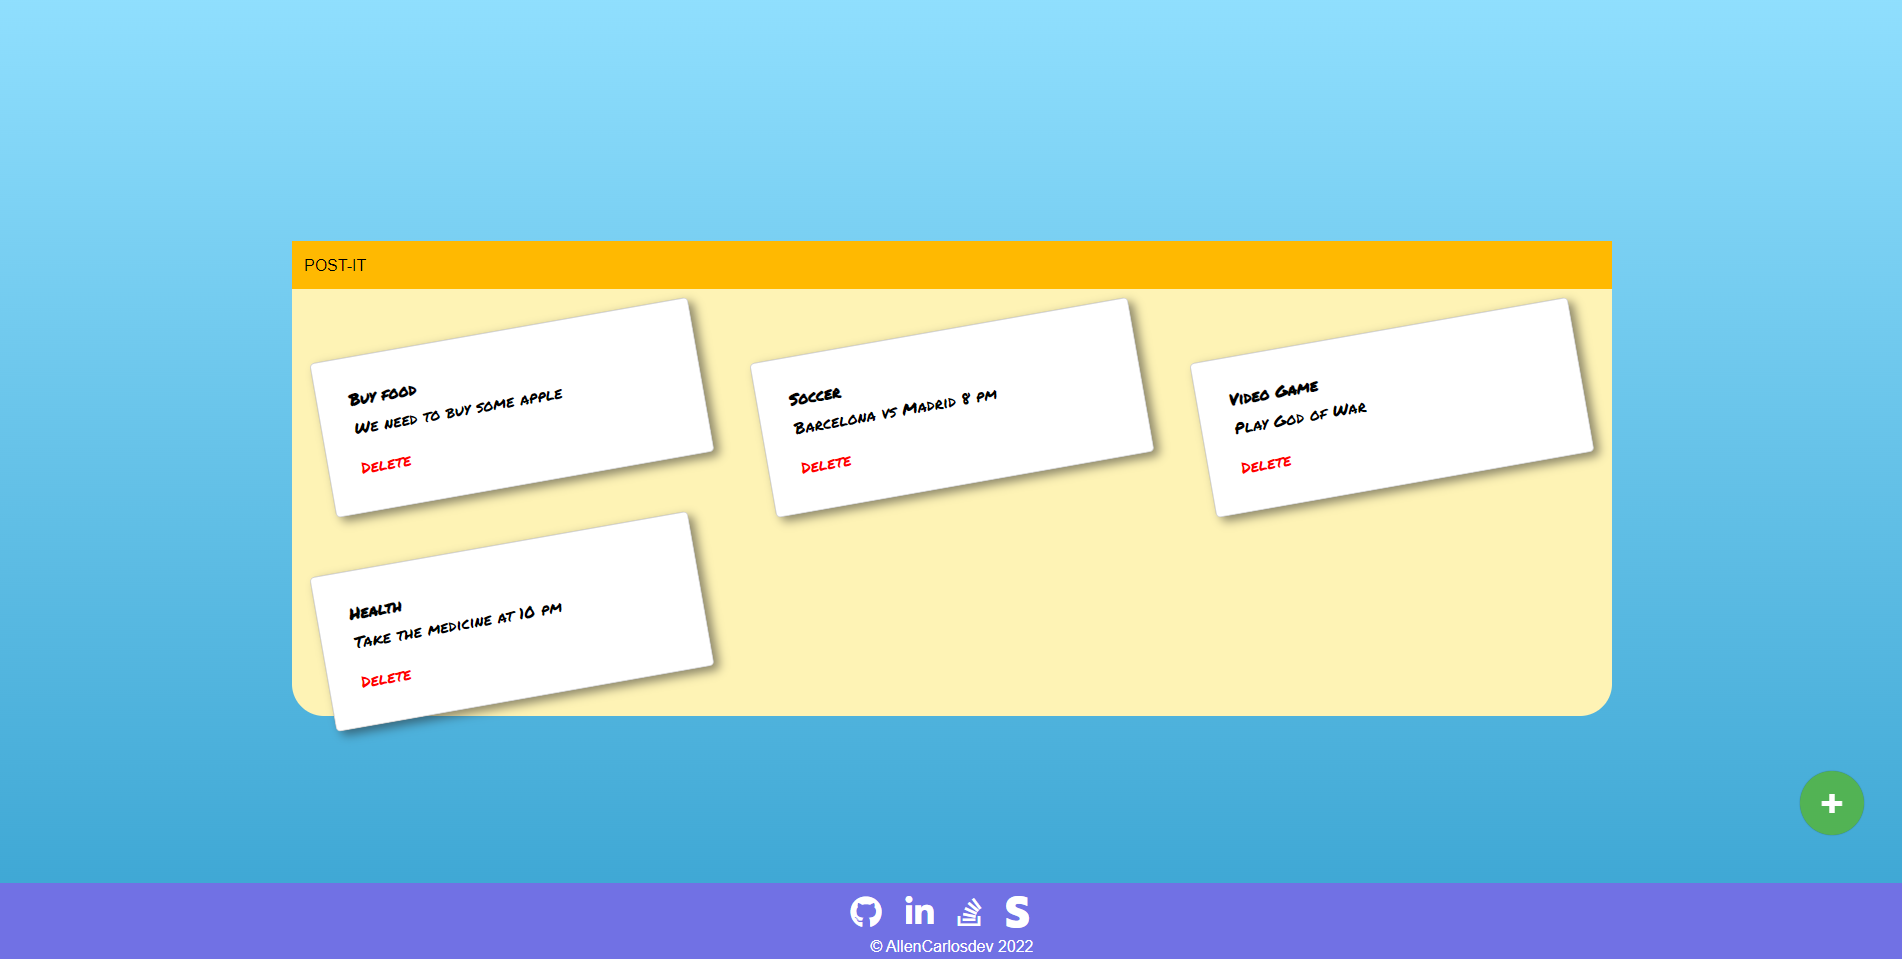 POST-IT
Buy food
We need to buy some apple
Delete
Soccer
Barcelona vs Madrid 8 pm
Delete
Video Game
Play God of War
Delete
Health
Take the medicine at 10 pm
Delete
+
in S
© AllenCarlosdev 2022